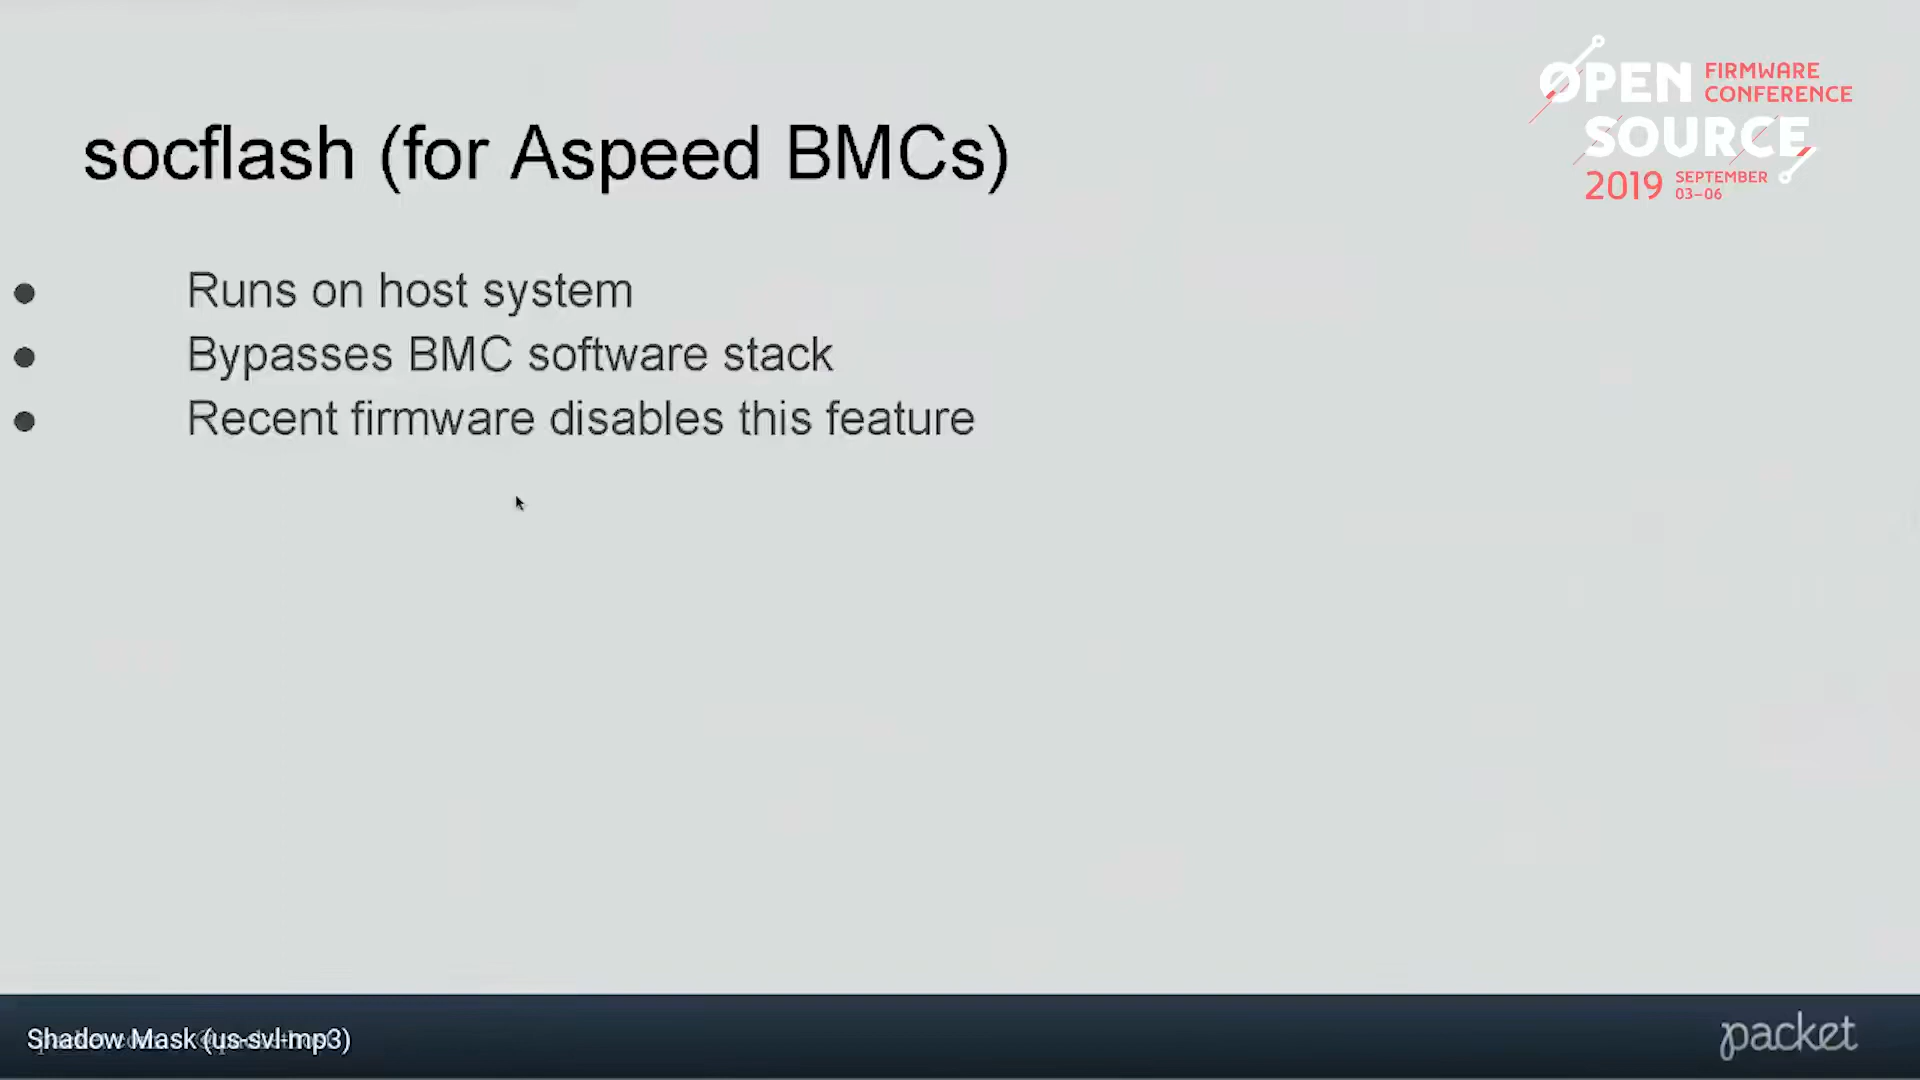 OPEN FIRMWARE
CONFERENCE
SOURCE
2019 SEPTEMBER
03–06
socflash (for Aspeed BMCs)
Runs on host system
Bypasses BMC software stack
Recent firmware disables this feature
Shadow Mask (us-svl-mp3)
packet